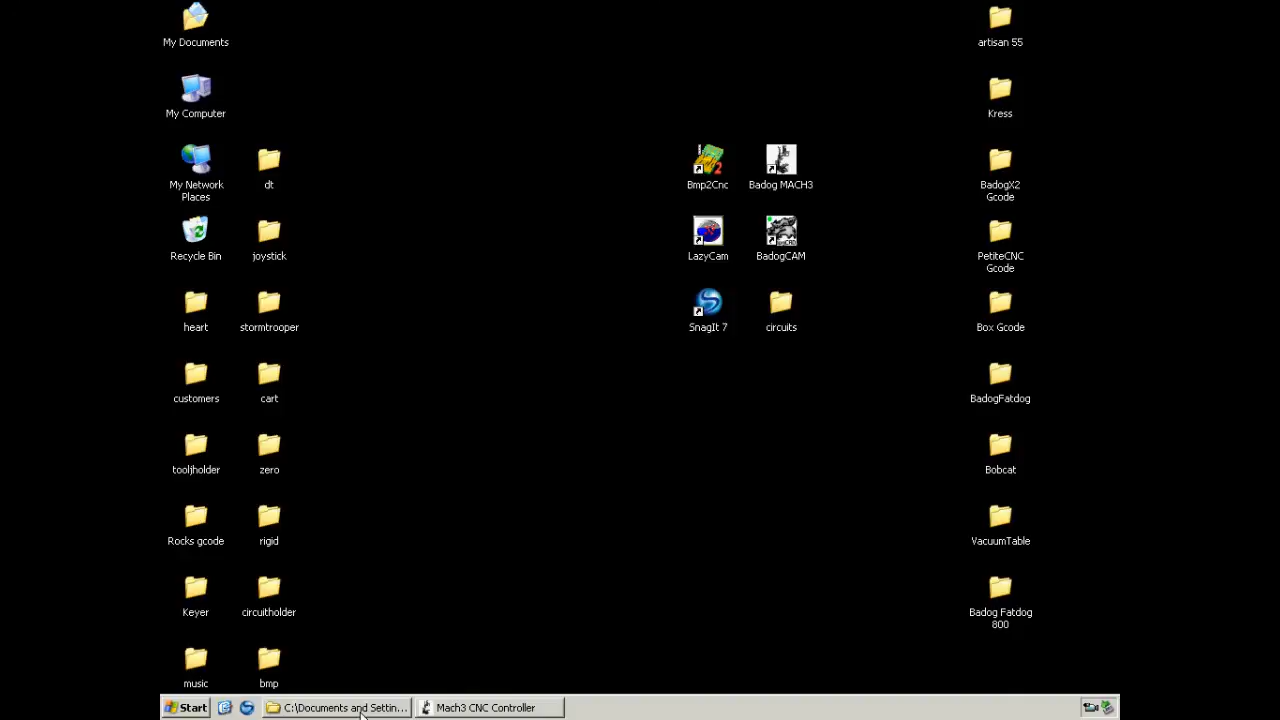 My Documents
My Computer
My Network
Places
Recycle Bin
heart
customers
tooljholder
Rocks gcode
Keyer
music
dt
joystick
stormtrooper
cart
zero
rigid
circuitholder
bmp
Bmp2Cnc
LazyCam
SnagIt 7
Badog MACH3
BadogCAM
circuits
artisan 55
Kress
BadogX2
Gcode
PetiteCNC
Gcode
Box Gcode
BadogFatdog
Bobcat
VacuumTable
Badog Fatdog
800
Start
C:\Documents and Settin...
Mach3 CNC Controller